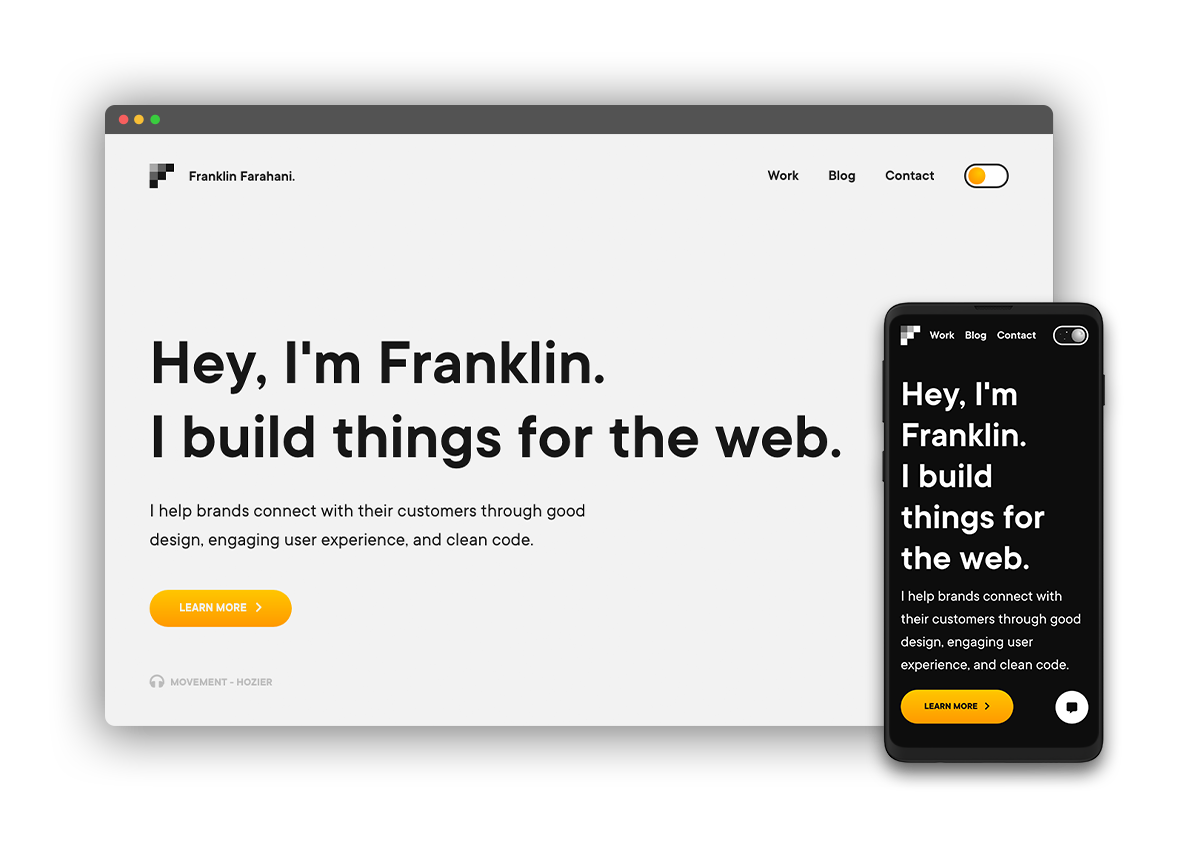 Franklin Farahani.
Work Blog Contact
Hey, I'm Franklin.
I build things for the web.
I help brands connect with their customers through good
design, engaging user experience, and clean code.
LEARN MORE
MOVEMENT - HOZIER
Work Blog Contact
Hey, I'm
Franklin.
I build
things for
the web.
I help brands connect with
their customers through good
design, engaging user
experience, and clean code.
LEARN MORE